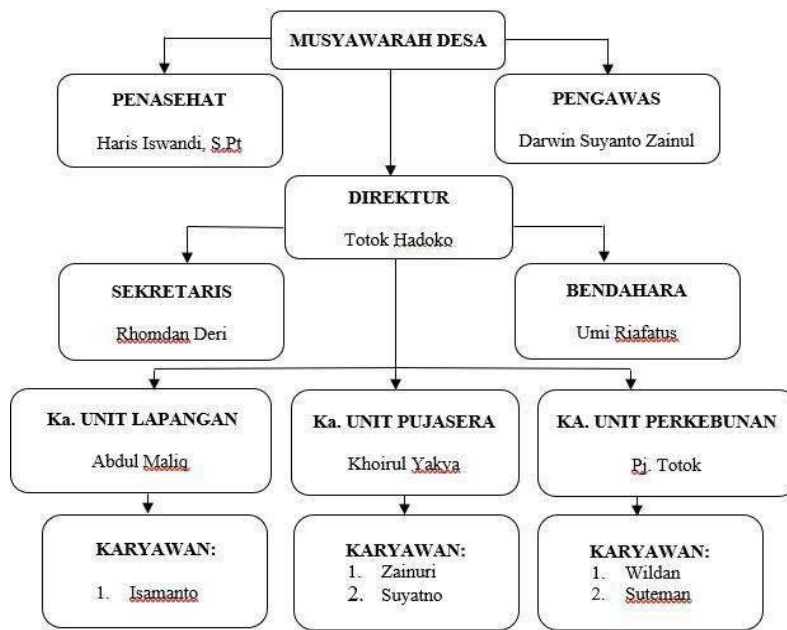 MUSYAWARAH DESA
PENASEHAT
Haris Iswandi, S.Pt
PENGAWAS
Darwin Suyanto Zainul
DIREKTUR
Totok Hadoko
SEKRETARIS
Rhomdan Deri
BENDAHARA
Umi Riafatus
Ka. UNIT LAPANGAN
Abdul Maliq
Ka. UNIT PUJASERA
Khoirul Yakya
KA. UNIT PERKEBUNAN
Pj. Totok
KARYAWAN:
1. Isamanto
KARYAWAN:
1. Zainuri
2. Suyatno
KARYAWAN:
1. Wildan
2. Suteman